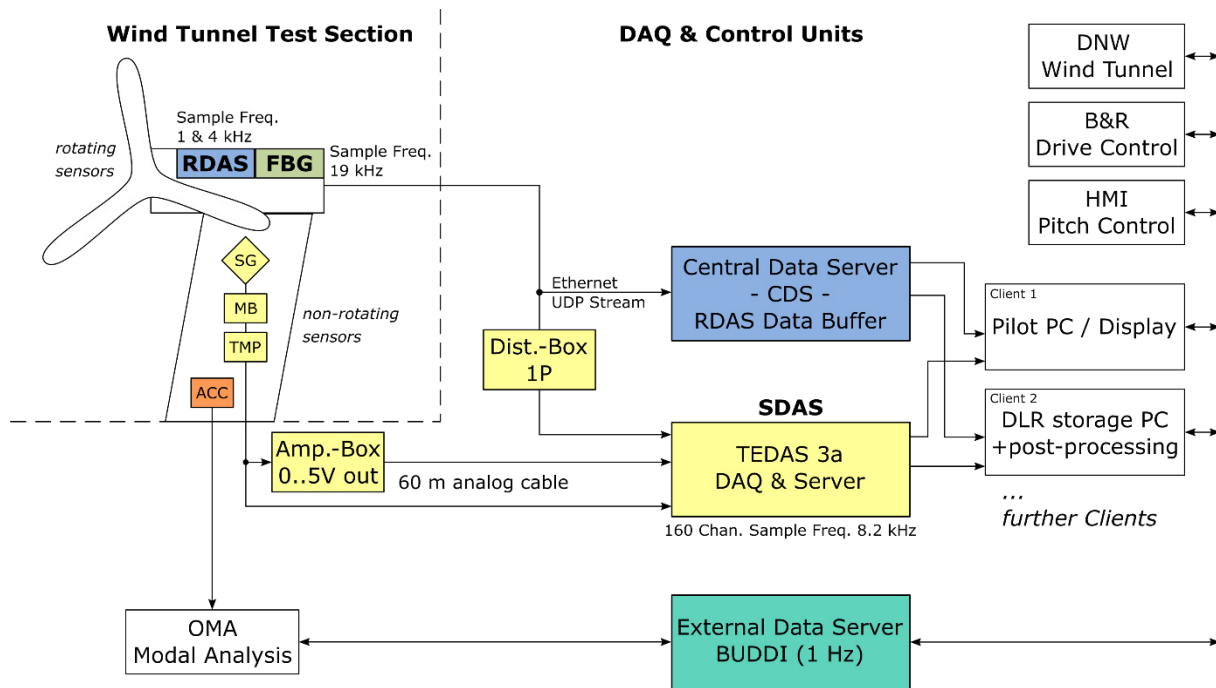 Wind Tunnel Test Section
DAQ & Control Units
DNW
Wind Tunnel
B&R
Drive Control
HMI
Pitch Control
rotating
sensors
Sample Freq.
1 & 4 kHz
RDAS
FBG
Sample Freq.
19 kHz
SG
MB
TMP
ACC
non-rotating
sensors
Ethernet
UDP Stream
Central Data Server
- CDS -
RDAS Data Buffer
Client 1
Pilot PC / Display
Dist.-Box
1P
Client 2
DLR storage PC
+post-processing
...
further Clients
SDAS
TEDAS 3a
DAQ & Server
160 Chan. Sample Freq. 8.2 kHz
Amp.-Box
0..5V out
60 m analog cable
OMA
Modal Analysis
External Data Server
BUDDI (1 Hz)